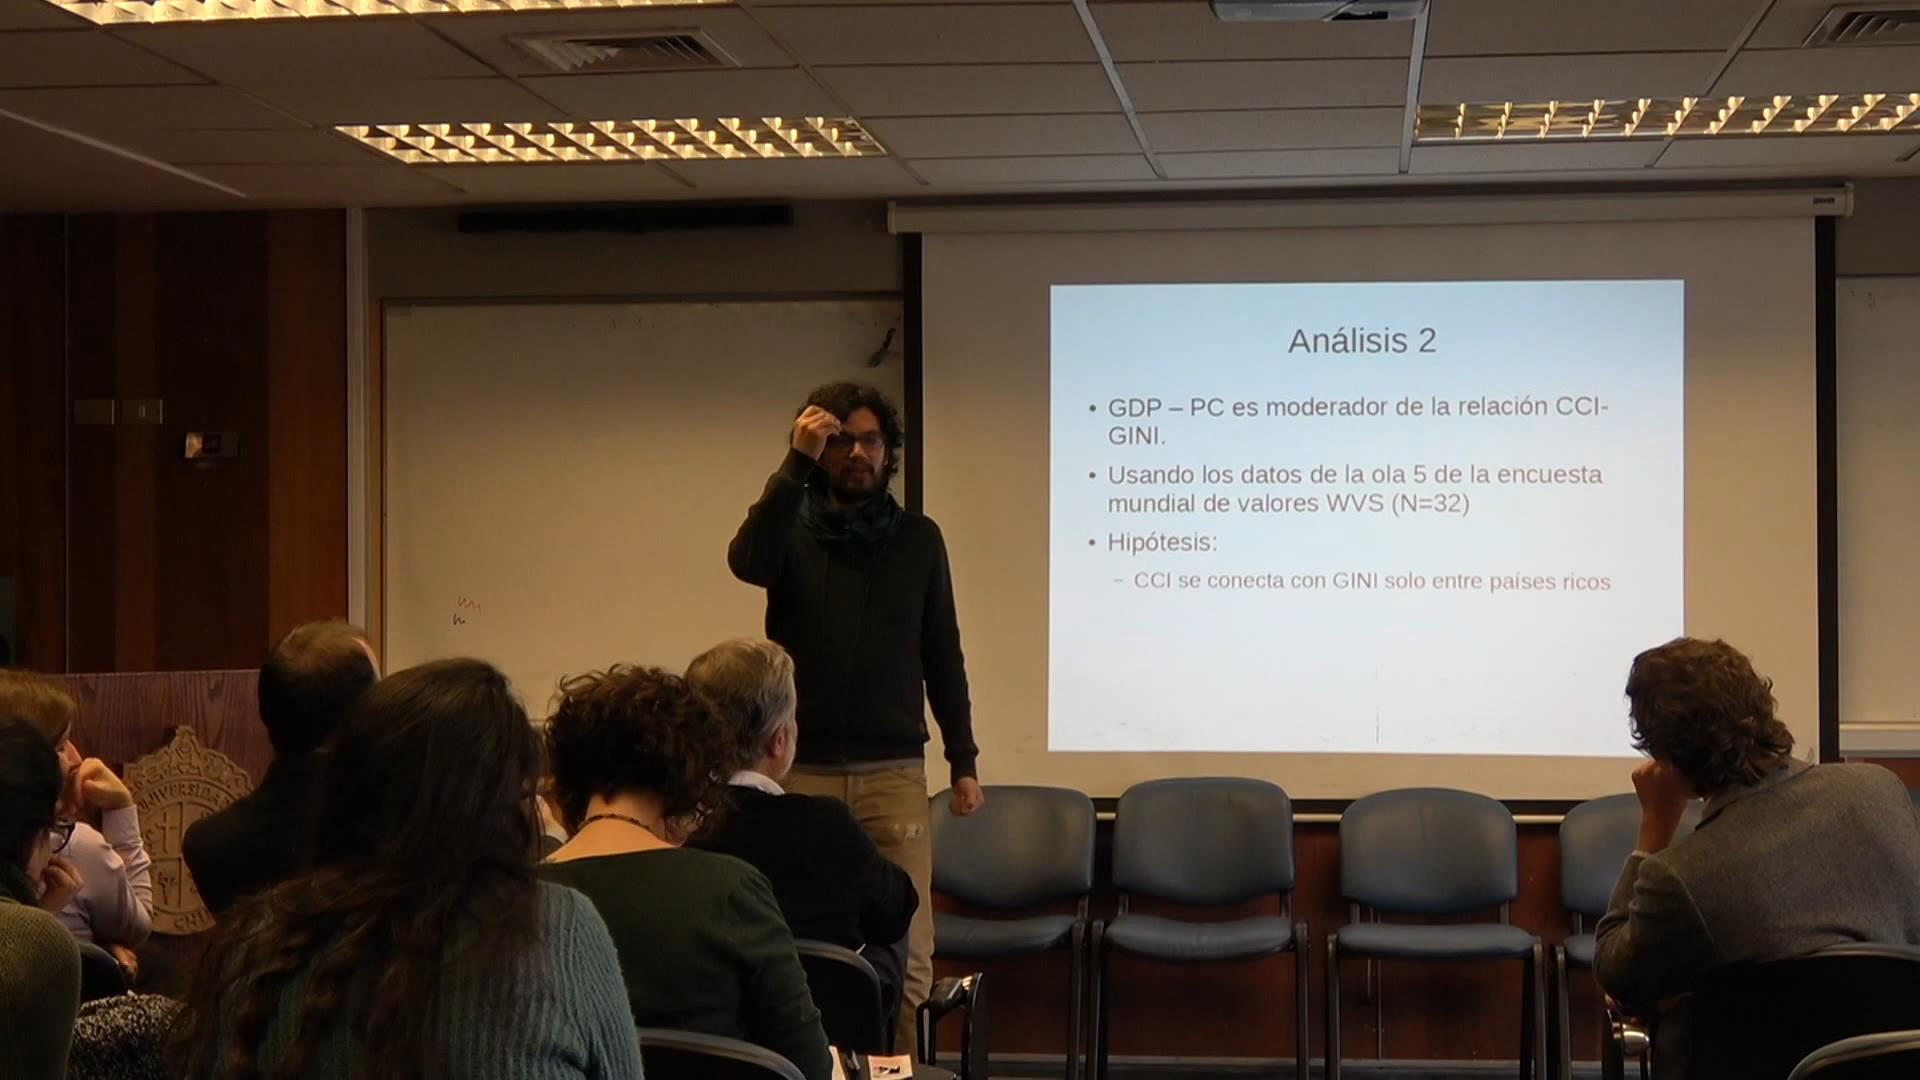 Análisis 2
• GDP – PC es moderador de la relación CCI-
GINI.
• Usando los datos de la ola 5 de la encuesta
mundial de valores WVS (N=32)
• Hipótesis:
– CCI se conecta con GINI solo entre países ricos